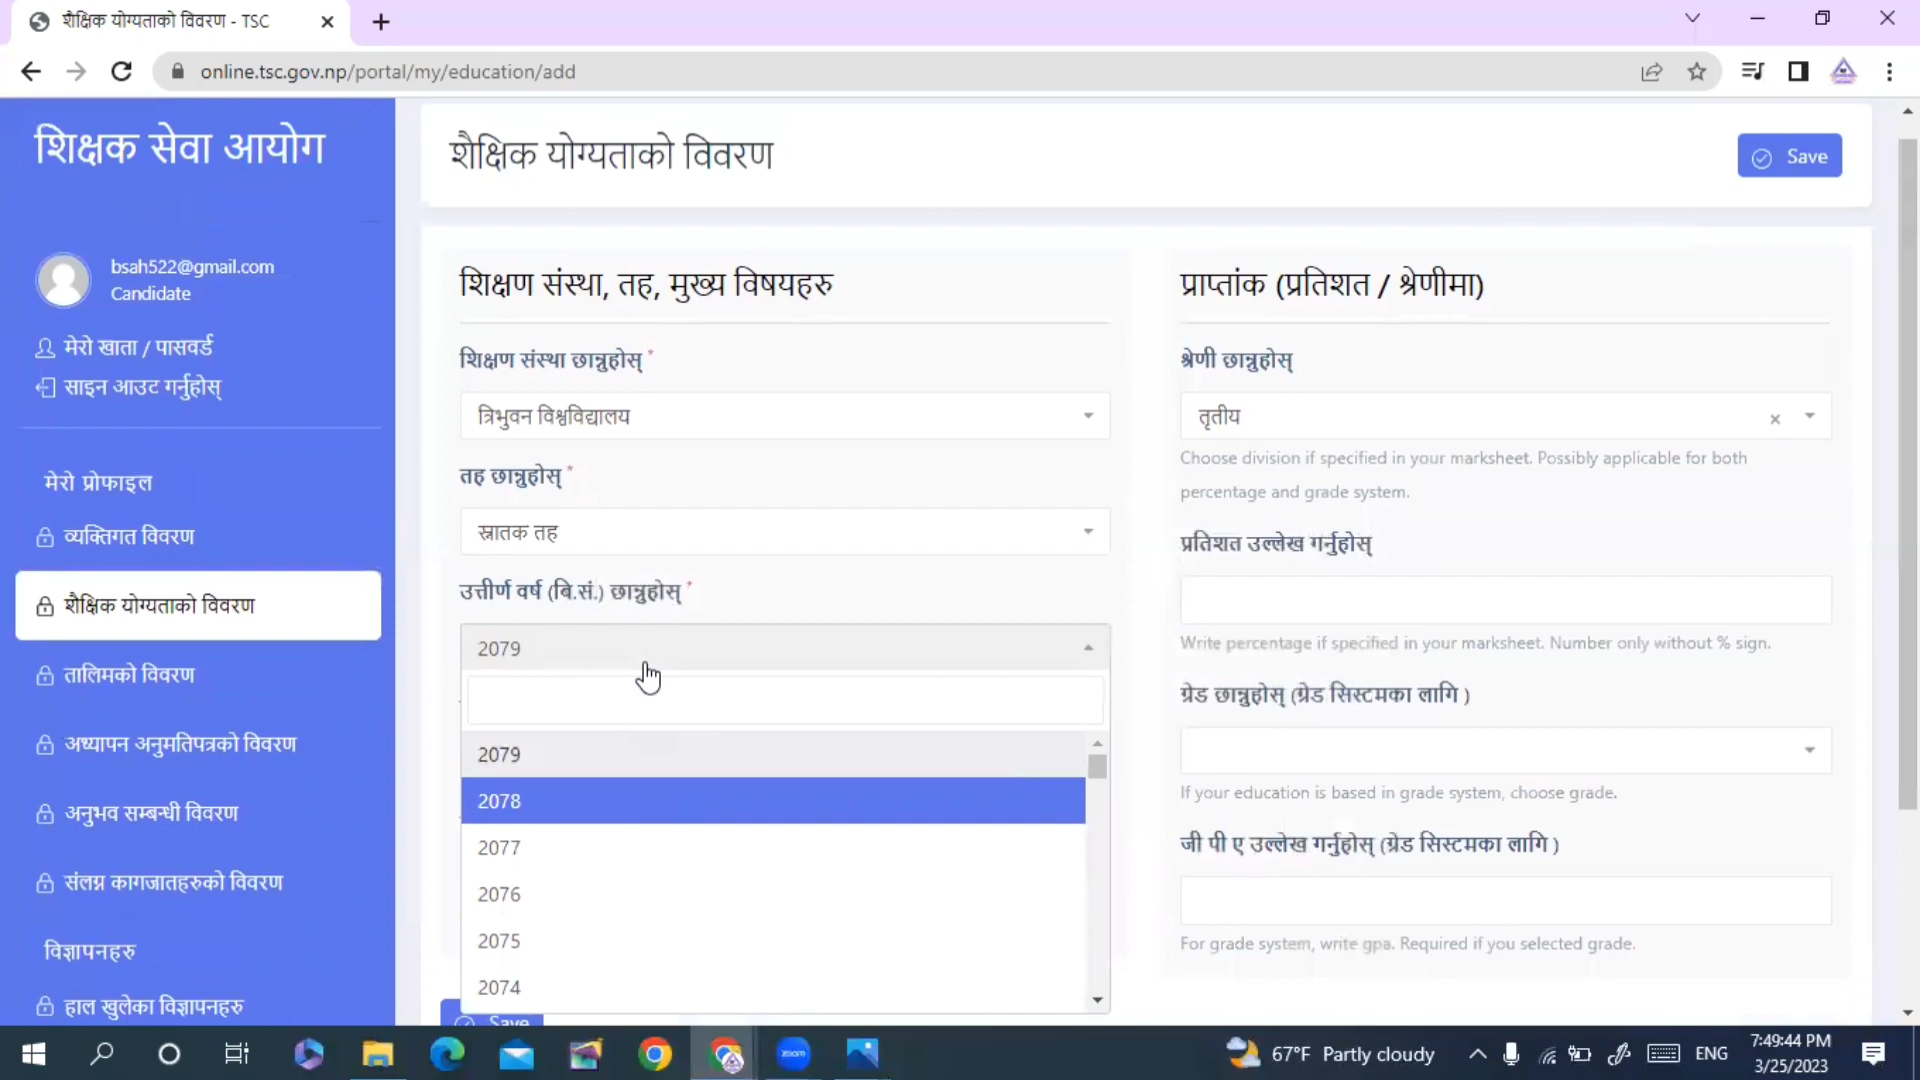 शैक्षिक योग्यताको विवरण - TSC
online.tsc.gov.np/portal/my/education/add
शिक्षक सेवा आयोग
bsah522@gmail.com
Candidate
मेरो खाता / पासवर्ड
साइन आउट गर्नुहोस्
मेरो प्रोफाइल
व्यक्तिगत विवरण
शैक्षिक योग्यताको विवरण
तालिमको विवरण
अध्यापन अनुमतिपत्रको विवरण
अनुभव सम्बन्धी विवरण
संलग्न कागजातहरुको विवरण
विज्ञापनहरु
हाल खुलेका विज्ञापनहरु
शैक्षिक योग्यताको विवरण
Save
शिक्षण संस्था, तह, मुख्य विषयहरु
शिक्षण संस्था छान्नुहोस् *
त्रिभुवन विश्वविद्यालय
तह छान्नुहोस् *
स्नातक तह
उत्तीर्ण वर्ष (बि.सं.) छान्नुहोस् *
2079
2079
2078
2077
2076
2075
2074
Save
प्राप्तांक (प्रतिशत / श्रेणीमा)
श्रेणी छान्नुहोस्
तृतीय
Choose division if specified in your marksheet. Possibly applicable for both
percentage and grade system.
प्रतिशत उल्लेख गर्नुहोस्
Write percentage if specified in your marksheet. Number only without % sign.
ग्रेड छान्नुहोस् (ग्रेड सिस्टमका लागि )
If your education is based in grade system, choose grade.
जी पी ए उल्लेख गर्नुहोस् (ग्रेड सिस्टमका लागि )
For grade system, write gpa. Required if you selected grade.
zoom
67°F Partly cloudy
ENG
7:49:44 PM
3/25/2023